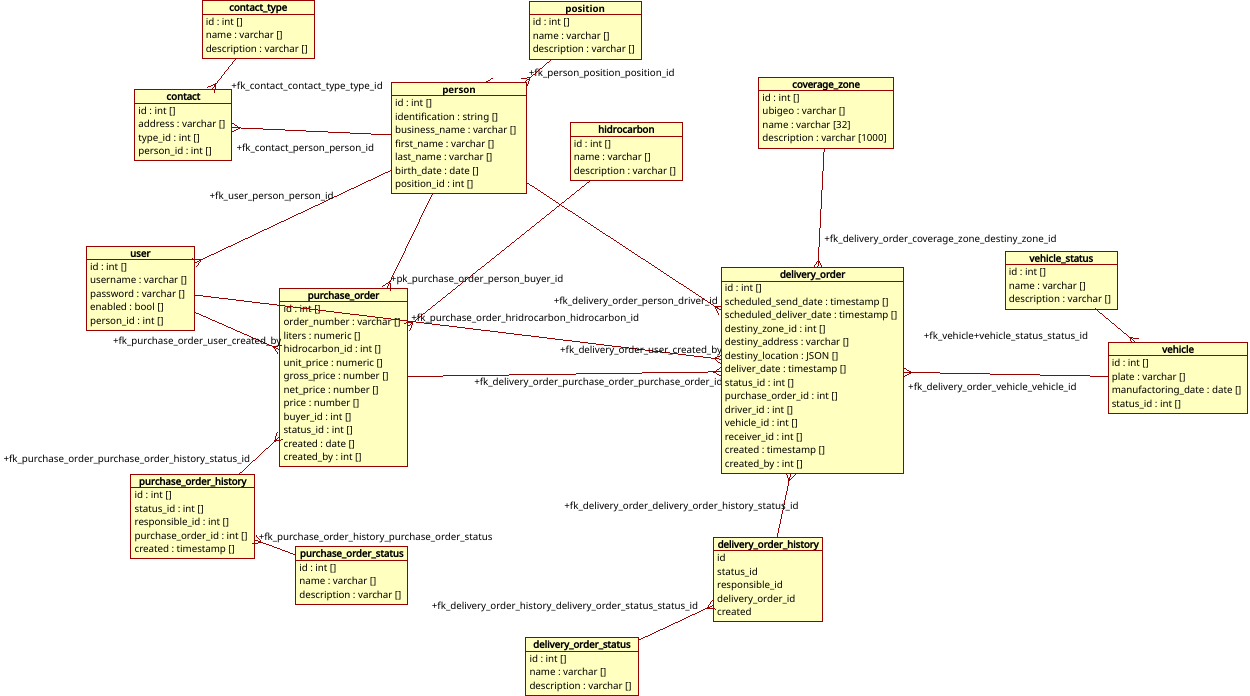 contact_type
id : int []
name : varchar []
description : varchar []
position
id : int []
name : varchar []
description : varchar []
+fk_person_position_position_id
+fk_contact_contact_type_type_id
contact
id : int []
address : varchar []
type_id : int []
person_id : int []
+fk_contact_person_person_id
person
id : int []
identification : string []
business_name : varchar []
first_name : varchar []
last_name : varchar []
birth_date : date []
position_id : int []
hidrocarbon
id : int []
name : varchar []
description : varchar []
coverage_zone
id : int []
ubigeo : varchar []
name : varchar [32]
description : varchar [1000]
+fk_user_person_person_id
+fk_delivery_order_coverage_zone_destiny_zone_id
user
id : int []
username : varchar []
password : varchar []
enabled : bool []
person_id : int []
+pk_purchase_order_person_buyer_id
+fk_purchase_order_hridrocarbon_hidrocarbon_id
+fk_purchase_order_user_created_by
purchase_order
id : int []
order_number : varchar []
liters : numeric []
hidrocarbon_id : int []
unit_price : numeric []
gross_price : number []
net_price : number []
price : number []
buyer_id : int []
status_id : int []
created : date []
created_by : int []
+fk_delivery_order_person_driver_id
+fk_delivery_order_user_created_by
+fk_delivery_order_purchase_order_purchase_order_id
delivery_order
id : int []
scheduled_send_date : timestamp []
scheduled_deliver_date : timestamp []
destiny_zone_id : int []
destiny_address : varchar []
destiny_location : JSON []
deliver_date : timestamp []
status_id : int []
purchase_order_id : int []
driver_id : int []
vehicle_id : int []
receiver_id : int []
created : timestamp []
created_by : int []
vehicle_status
id : int []
name : varchar []
description : varchar []
+fk_vehicle+vehicle_status_status_id
vehicle
id : int []
plate : varchar []
manufactoring_date : date []
status_id : int []
+fk_delivery_order_vehicle_vehicle_id
+fk_purchase_order_purchase_order_history_status_id
purchase_order_history
id : int []
status_id : int []
responsible_id : int []
purchase_order_id : int []
created : timestamp []
+fk_purchase_order_history_purchase_order_status
purchase_order_status
id : int []
name : varchar []
description : varchar []
+fk_delivery_order_delivery_order_history_status_id
delivery_order_history
id
status_id
responsible_id
delivery_order_id
created
+fk_delivery_order_history_delivery_order_status_status_id
delivery_order_status
id : int []
name : varchar []
description : varchar []